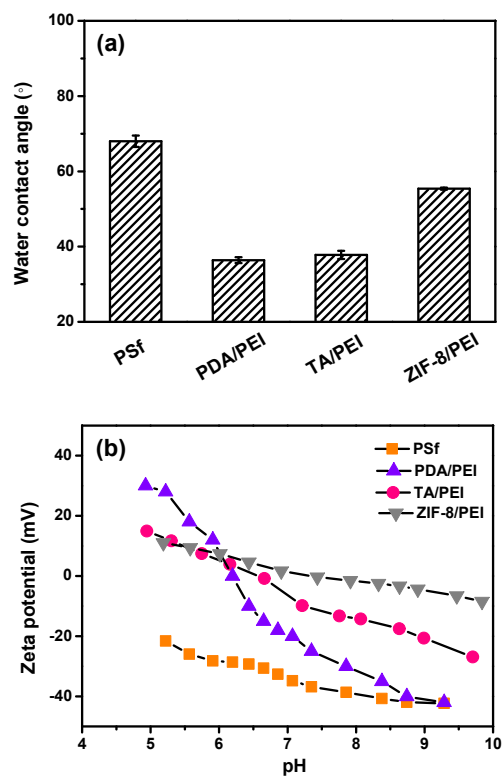 (a)
Water contact angle (°)
100
80
60
40
20
PSf
PDA/PEI
TA/PEI
ZIF-8/PEI
(b)
PSf
PDA/PEI
TA/PEI
ZIF-8/PEI
Zeta potential (mV)
40
20
0
-20
-40
4 5 6 7 8 9 10
pH